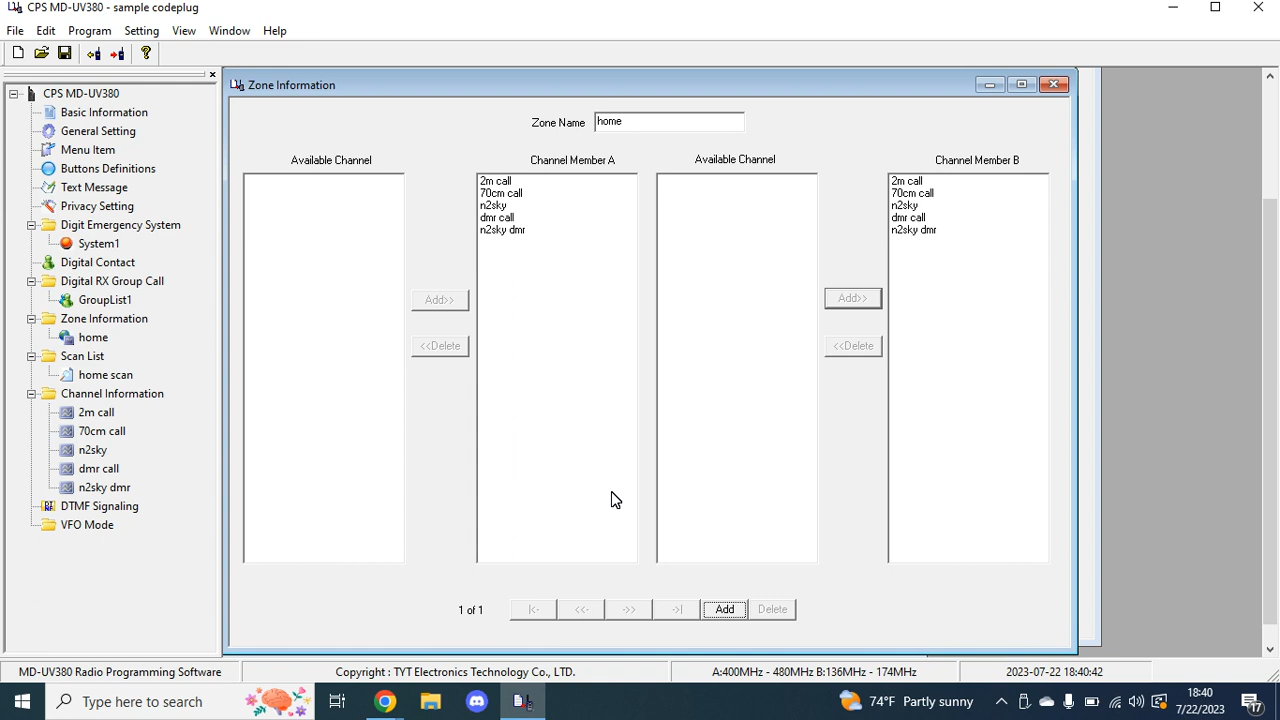 CPS MD-UV380 - sample codeplug
File Edit Program Setting View Window Help
CPS MD-UV380
Basic Information
General Setting
Menu Item
Buttons Definitions
Text Message
Privacy Setting
Digit Emergency System
System1
Digital Contact
Digital RX Group Call
GroupList1
Zone Information
home
Scan List
home scan
Channel Information
2m call
70cm call
n2sky
dmr call
n2sky dmr
DTMF Signaling
VFO Mode
Zone Information
Zone Name home
Available Channel Channel Member A Available Channel Channel Member B
2m call 2m call
70cm call 70cm call
n2sky n2sky
dmr call dmr call
n2sky dmr n2sky dmr
Add>> Add>>
<<Delete <<Delete
1 of 1 |<- <<- ->> ->| Add Delete
MD-UV380 Radio Programming Software Copyright : TYT Electronics Technology Co., LTD. A:400MHz - 480MHz B:136MHz - 174MHz 2023-07-22 18:40:42
Type here to search 74°F Partly sunny 18:40
7/22/2023 17